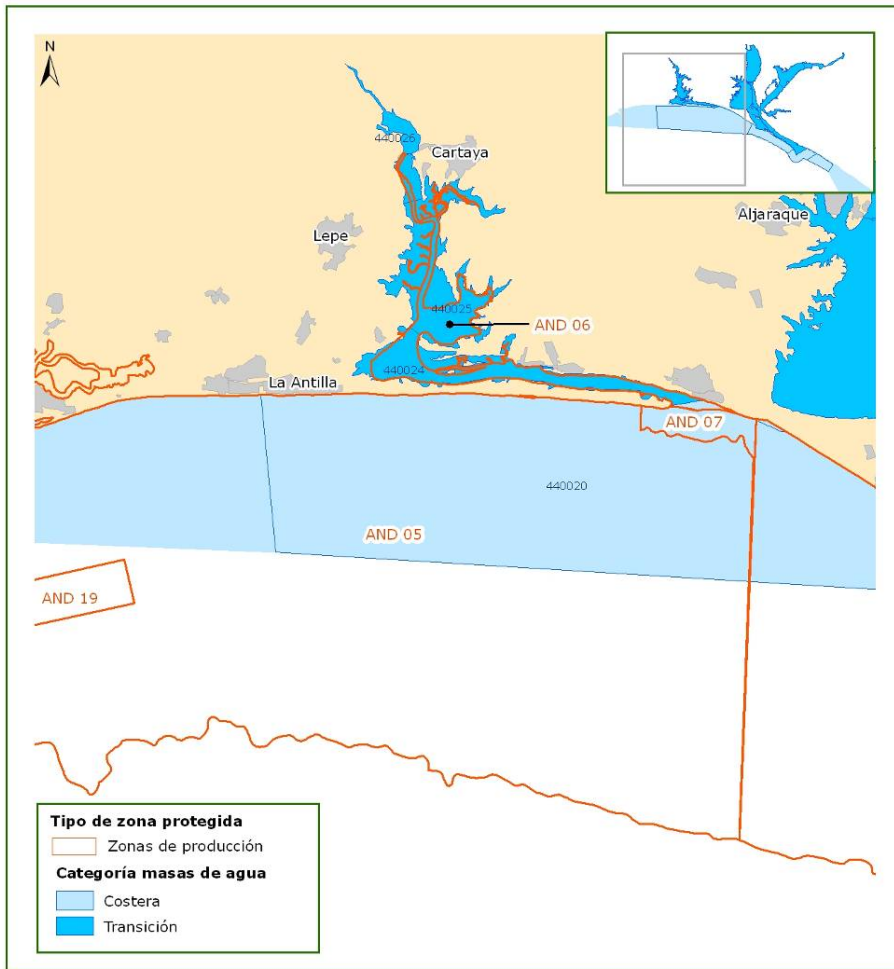 N
440026
Cartaya
Aljaraque
Lepe
440025
AND 06
440024
La Antilla
AND 07
440020
AND 05
AND 19
Tipo de zona protegida
Zonas de producción
Categoría masas de agua
Costera
Transición